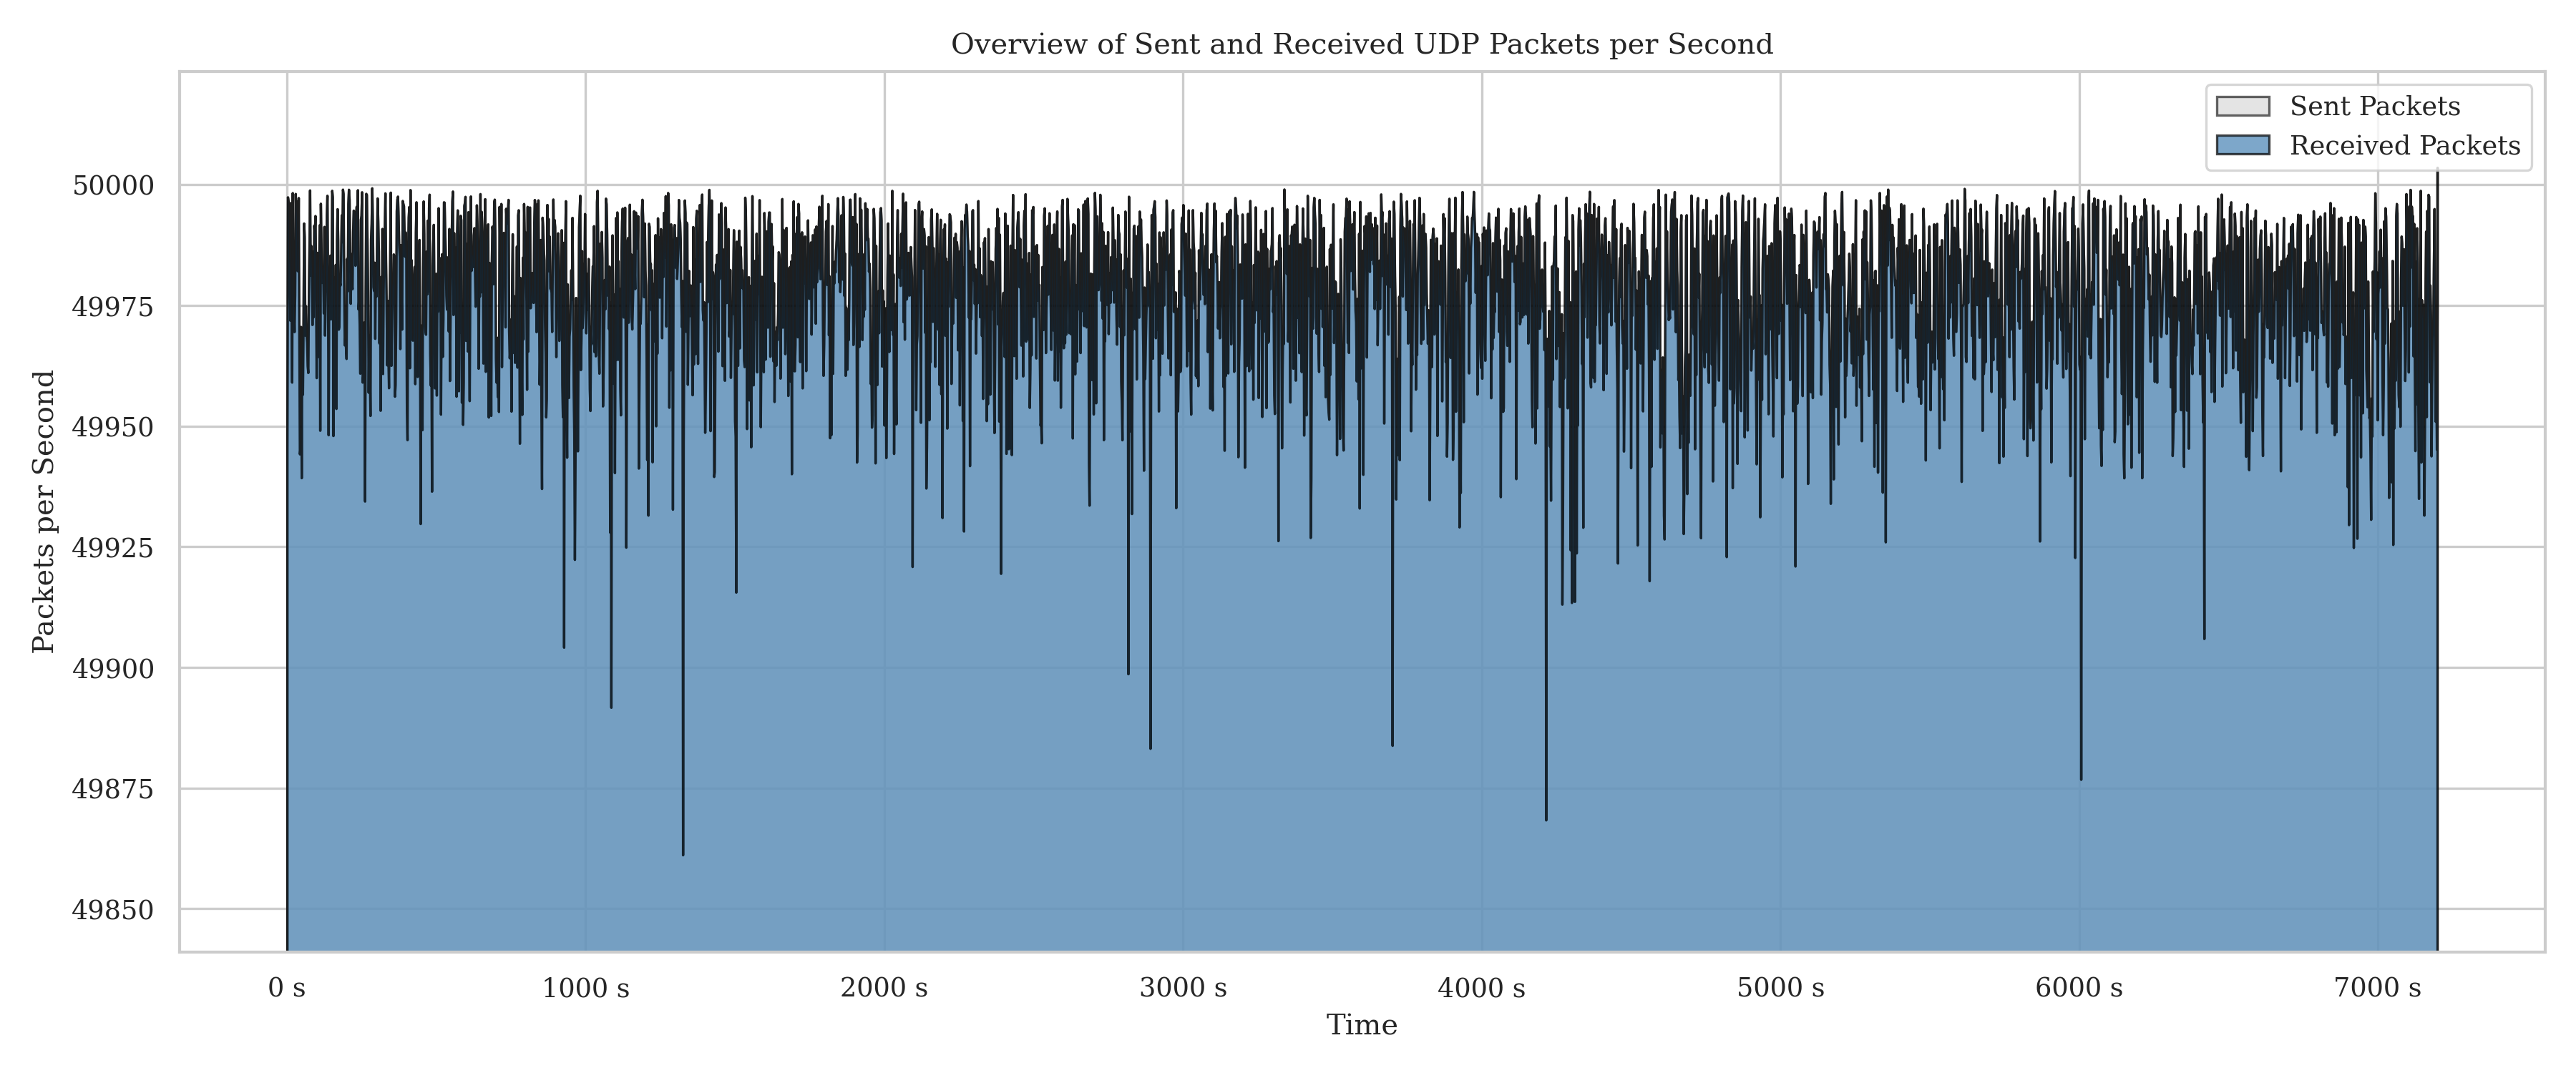 Overview of Sent and Received UDP Packets per Second
Sent Packets
Received Packets
Packets per Second
50000
49975
49950
49925
49900
49875
49850
0 s
1000 s
2000 s
3000 s
4000 s
5000 s
6000 s
7000 s
Time